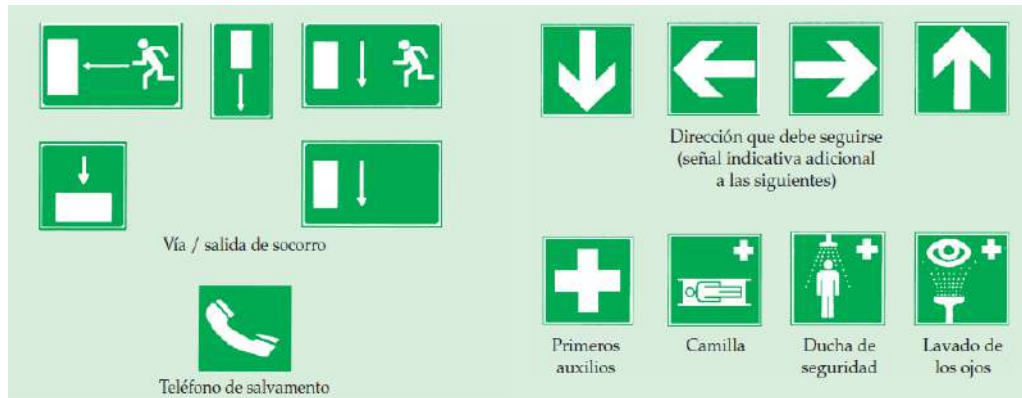 Vía / salida de socorro
Teléfono de salvamento
Dirección que debe seguirse
(señal indicativa adicional
a las siguientes)
Primeros
auxilios
Camilla
Ducha de
seguridad
Lavado de
los ojos